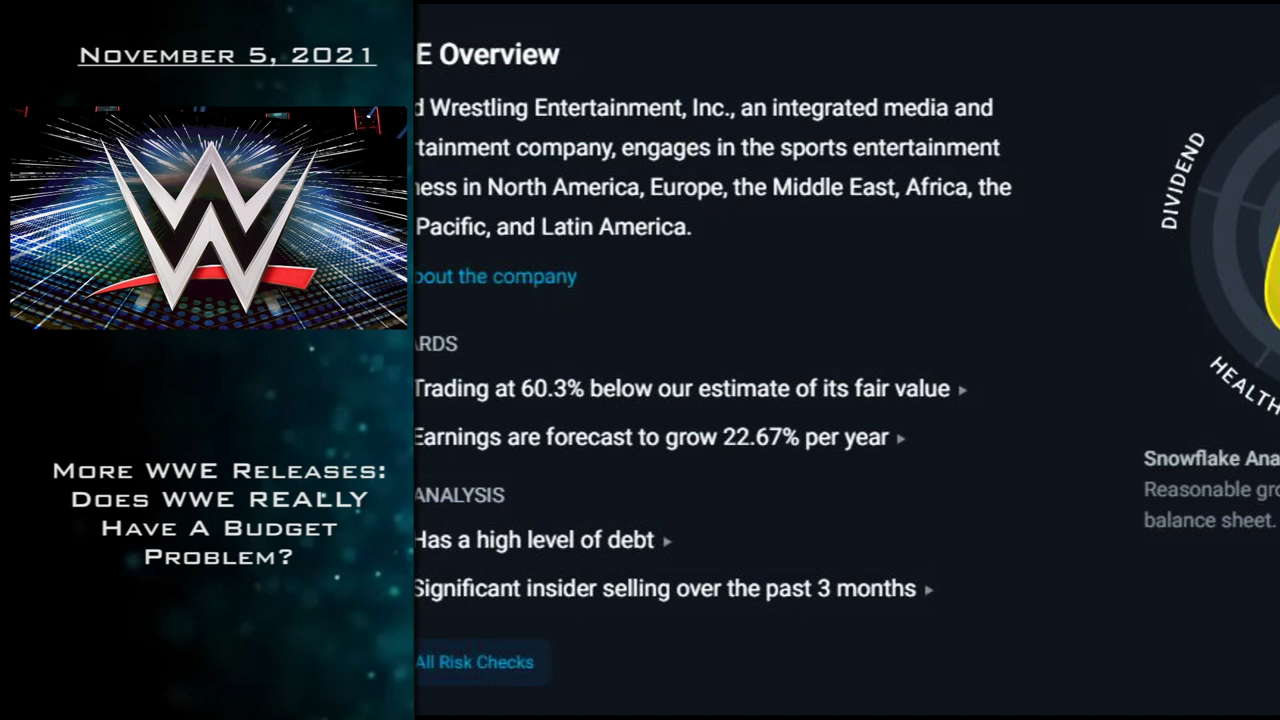 November 5, 2021
More WWE Releases:
Does WWE REALLY
Have A Budget
Problem?
E Overview
d Wrestling Entertainment, Inc., an integrated media and
tainment company, engages in the sports entertainment
ness in North America, Europe, the Middle East, Africa, the
Pacific, and Latin America.
bout the company
RDS
Trading at 60.3% below our estimate of its fair value
Earnings are forecast to grow 22.67% per year
ANALYSIS
Has a high level of debt
Significant insider selling over the past 3 months
All Risk Checks
DIVIDEND
HEALTH
Snowflake Ana
Reasonable gro
balance sheet.